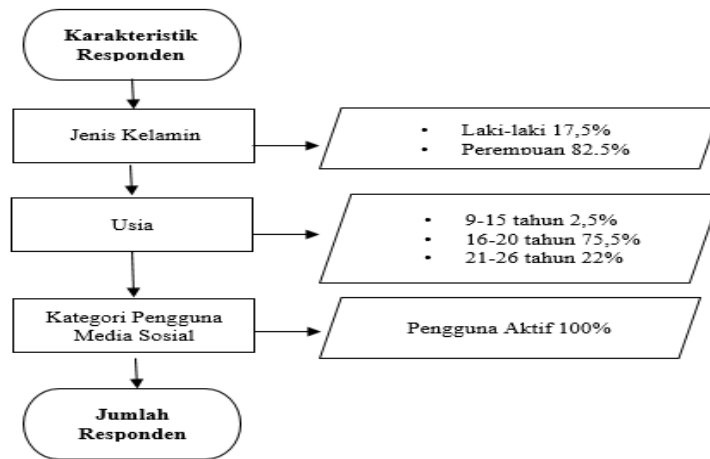 Karakteristik
Responden
Jenis Kelamin
• Laki-laki 17,5%
• Perempuan 82.5%
Usia
• 9-15 tahun 2,5%
• 16-20 tahun 75,5%
• 21-26 tahun 22%
Kategori Pengguna
Media Sosial
Pengguna Aktif 100%
Jumlah
Responden